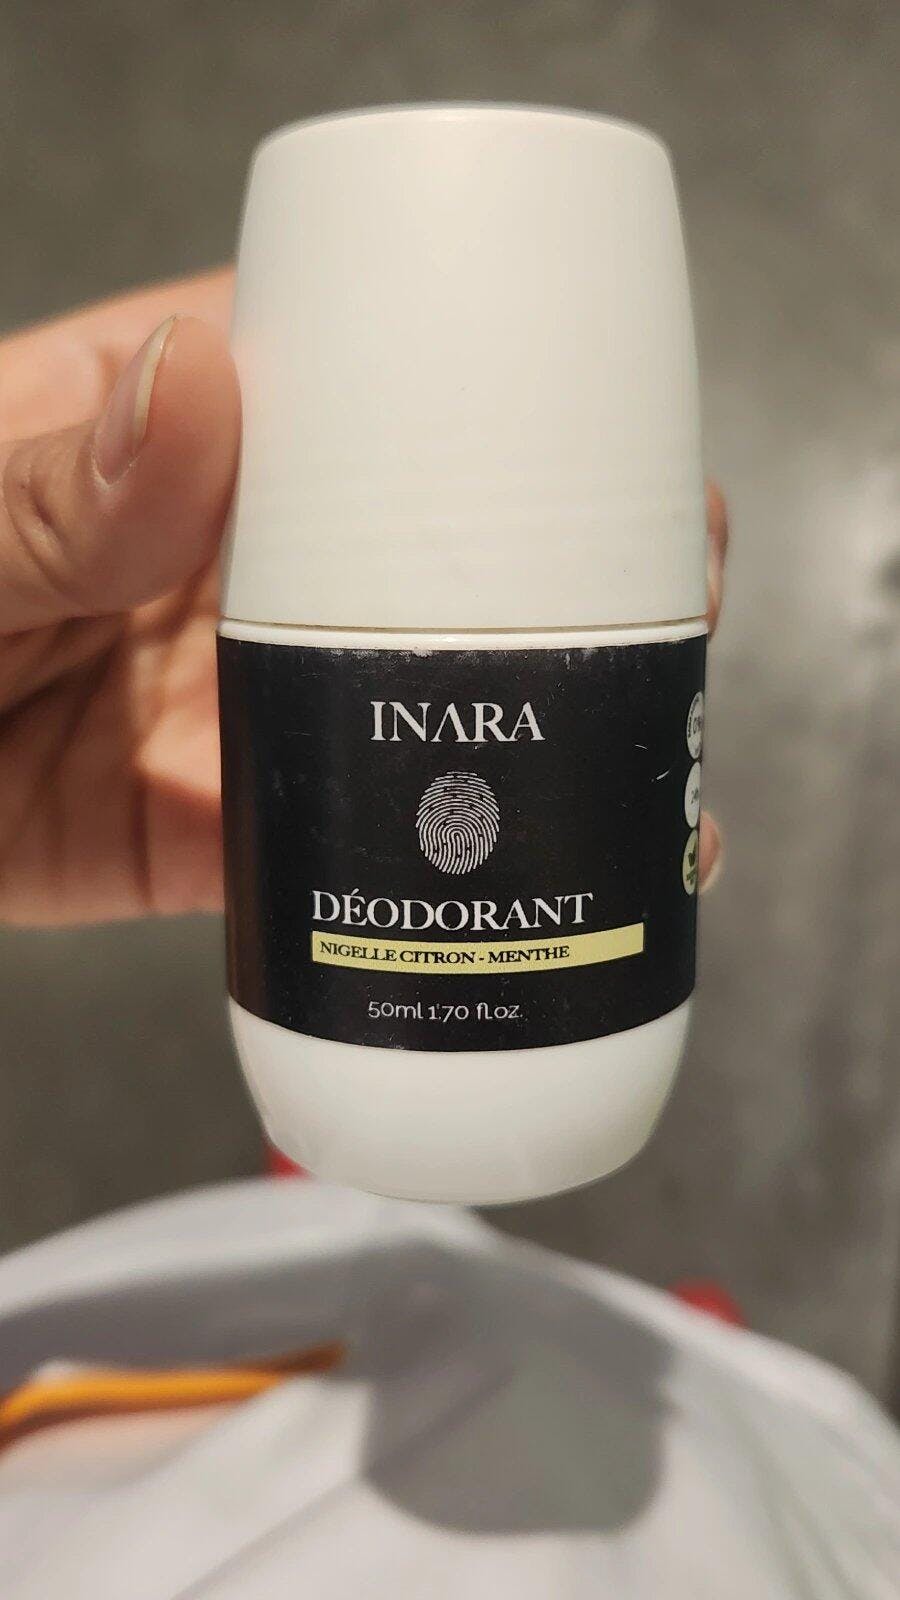 INARA
DÉODORANT
NIGELLE CITRON - MENTHE
50ml 1.70 fl.oz.